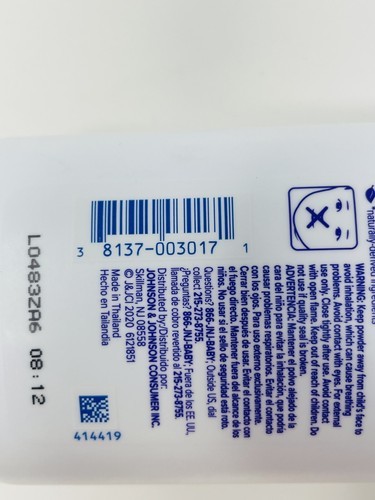 naturally-derived ingredients
WARNING: Keep powder away from child's face to
avoid inhalation, which can cause breathing
problems. Avoid contact with eyes. For external
use only. Close tightly after use. Avoid contact
with open flame. Keep out of reach of children. Do
not use if quality seal is broken.
ADVERTENCIA: Mantener el polvo alejado de la
cara del niño para evitar la inhalación, que podría
causar problemas respiratorios. Evitar el contacto
con los ojos. Para uso externo exclusivamente.
Cerrar bien después de usar. Evitar el contacto con
el fuego directo. Mantener fuera del alcance de los
niños. No usar si el sello de seguridad está roto.
Questions? 866-JNJ-BABY; Outside US, dial
collect 215-273-8755.
¿Preguntas? 866-JNJ-BABY; Fuera de los EE. UU.,
llamada de cobro revertido al 215-273-8755.
Distributed by/Distribuido por:
JOHNSON & JOHNSON CONSUMER INC.
Skillman, NJ 08558
© J&JCI 2020 6121851
Made in Thailand
Hecho en Tailandia
3 8137-003017 1
414419
L0483ZA6 08:12